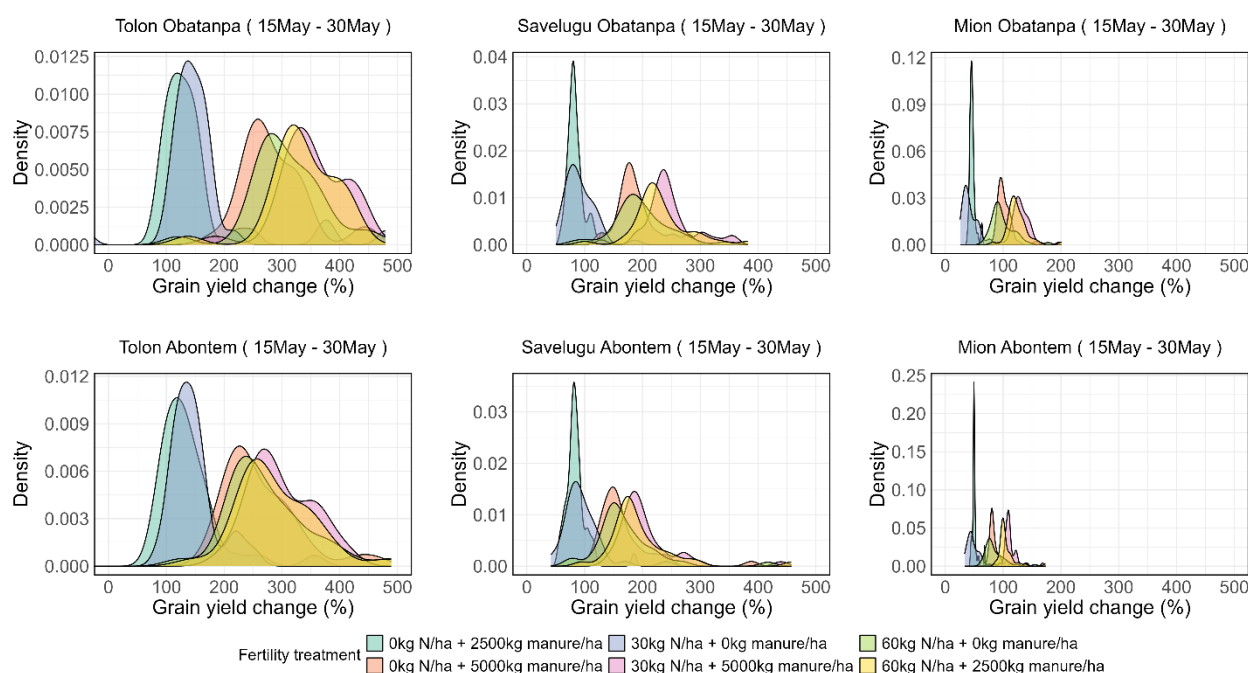 Tolon Obatanpa ( 15May - 30May )
Savelugu Obatanpa ( 15May - 30May )
Mion Obatanpa ( 15May - 30May )
0.0125
0.0100
0.0075
0.0050
0.0025
0.0000
Density
0 100 200 300 400 500
Grain yield change (%)
0.04
0.03
0.02
0.01
0.00
Density
0 100 200 300 400 500
Grain yield change (%)
0.12
0.09
0.06
0.03
0.00
Density
0 100 200 300 400 500
Grain yield change (%)
Tolon Abontem ( 15May - 30May )
Savelugu Abontem ( 15May - 30May )
Mion Abontem ( 15May - 30May )
0.012
0.009
0.006
0.003
0.000
Density
0 100 200 300 400 500
Grain yield change (%)
0.03
0.02
0.01
0.00
Density
0 100 200 300 400 500
Grain yield change (%)
0.25
0.20
0.15
0.10
0.05
0.00
Density
0 100 200 300 400 500
Grain yield change (%)
Fertility treatment
0kg N/ha + 2500kg manure/ha
30kg N/ha + 0kg manure/ha
60kg N/ha + 0kg manure/ha
0kg N/ha + 5000kg manure/ha
30kg N/ha + 5000kg manure/ha
60kg N/ha + 2500kg manure/ha